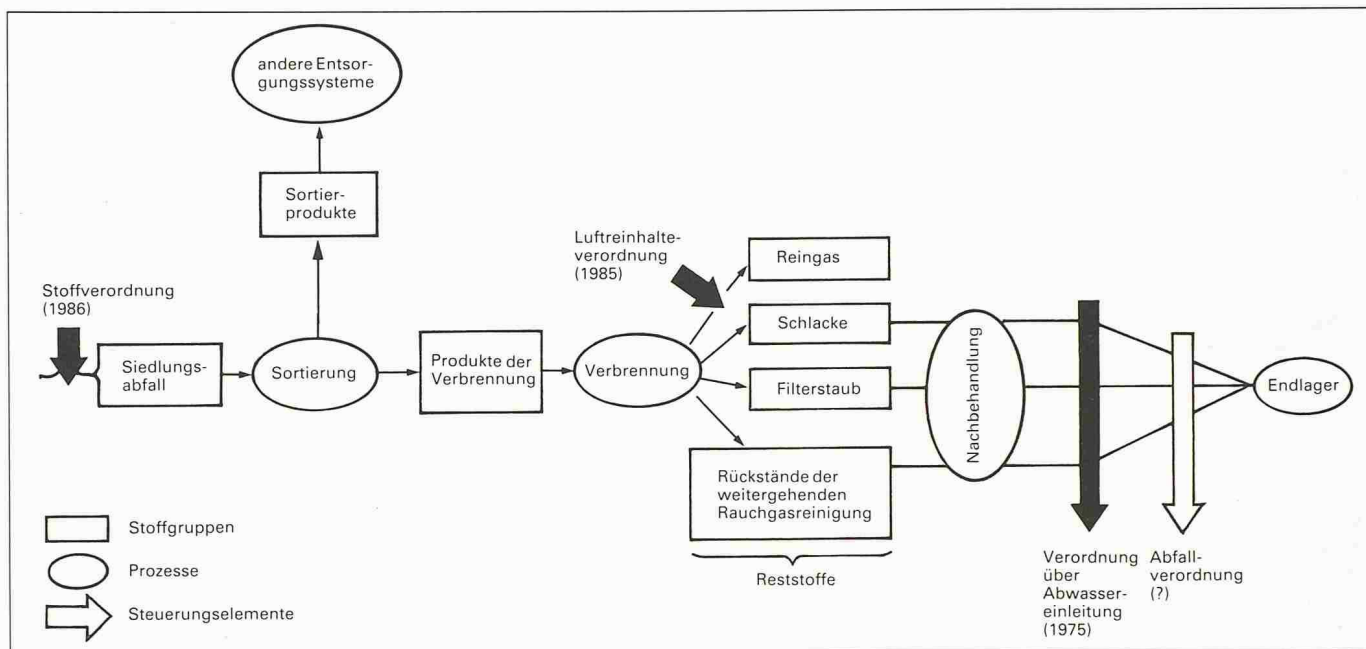 andere Entsor-
gungssysteme
Sortier-
produkte
Stoffverordnung
(1986)
Siedlungs-
abfall
Sortierung
Produkte der
Verbrennung
Verbrennung
Luftreinhalte-
verordnung
(1985)
Reingas
Schlacke
Filterstaub
Rückstände der
weitergehenden
Rauchgasreinigung
Reststoffe
Nachbehandlung
Verordnung
über
Abwasser-
einleitung
(1975)
Abfall-
verordnung
(?)
Endlager
Stoffgruppen
Prozesse
Steuerungselemente